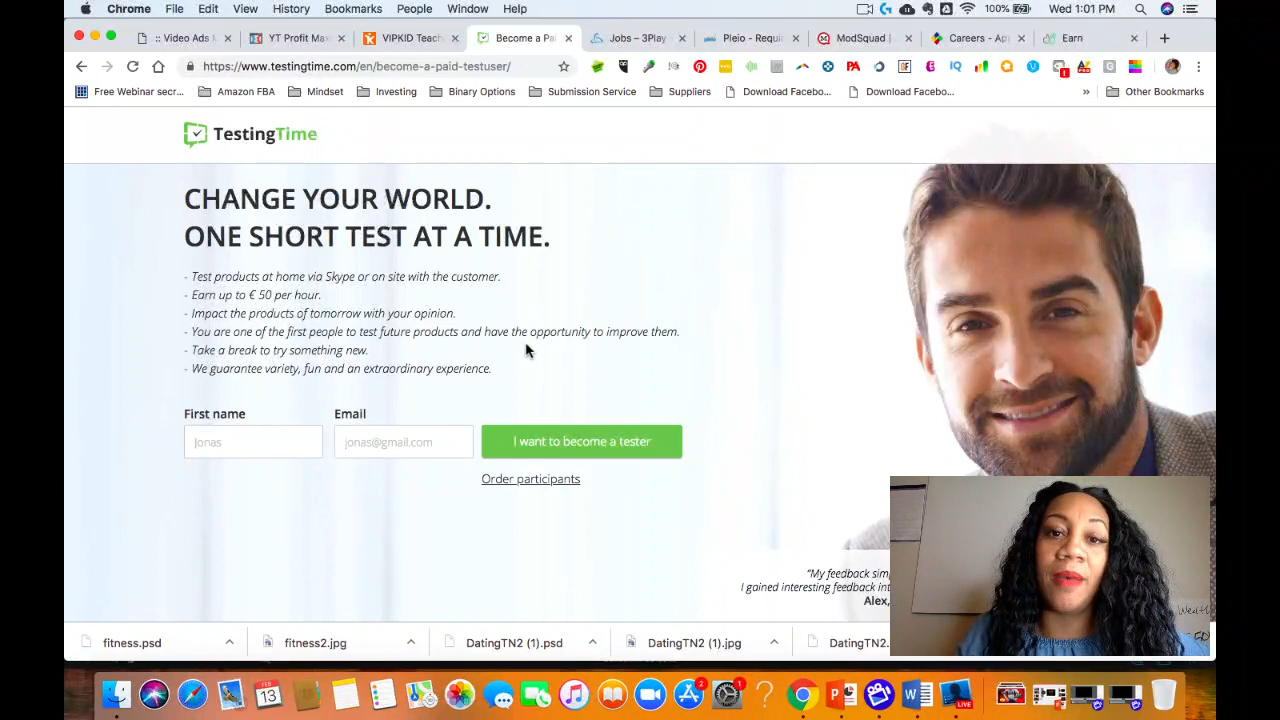 Chrome File Edit View History Bookmarks People Window Help 100% Wed 1:01 PM
:: Video Ads M YT Profit Max VIPKID Teach Become a Pai Jobs – 3Play Pleio - Requi ModSquad | Careers - App Earn
https://www.testingtime.com/en/become-a-paid-testuser/
Free Webinar secr... Amazon FBA Mindset Investing Binary Options Submission Service Suppliers Download Facebo... Download Facebo... » Other Bookmarks
TestingTime
CHANGE YOUR WORLD.
ONE SHORT TEST AT A TIME.
- Test products at home via Skype or on site with the customer.
- Earn up to € 50 per hour.
- Impact the products of tomorrow with your opinion.
- You are one of the first people to test future products and have the opportunity to improve them.
- Take a break to try something new.
- We guarantee variety, fun and an extraordinary experience.
First name Email
Jonas jonas@gmail.com I want to become a tester
Order participants
"My feedback sim
I gained interesting feedback int
Alex,
fitness.psd fitness2.jpg DatingTN2 (1).psd DatingTN2 (1).jpg DatingTN2.
FEB
13
2
1
LIVE